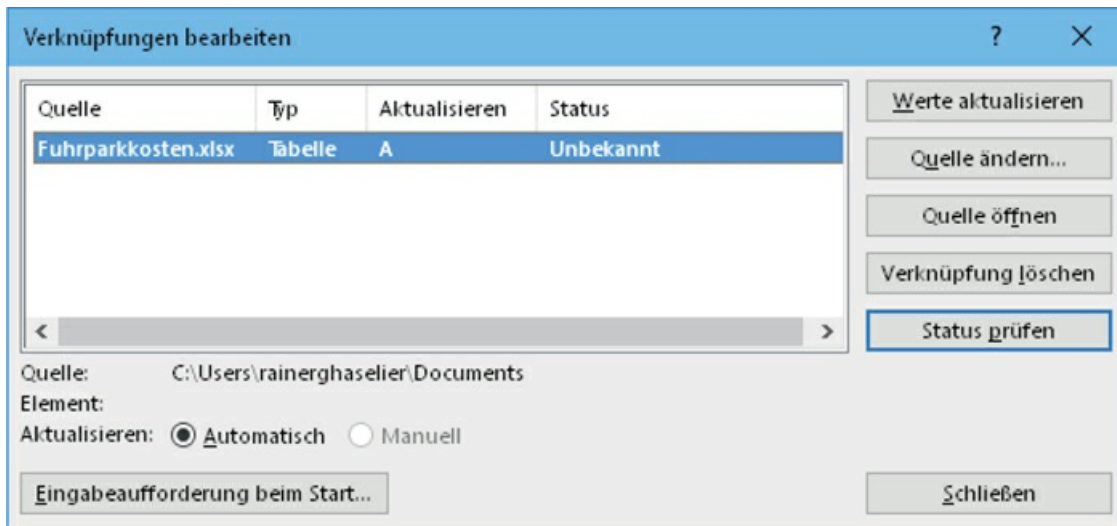 Verknüpfungen bearbeiten ? ×
Quelle Typ Aktualisieren Status
Fuhrparkkosten.xlsx Tabelle A Unbekannt
Werte aktualisieren
Quelle ändern...
Quelle öffnen
Verknüpfung löschen
Status prüfen
Quelle: C:\Users\rainerghaselier\Documents
Element:
Aktualisieren: Automatisch Manuell
Eingabeaufforderung beim Start...
Schließen